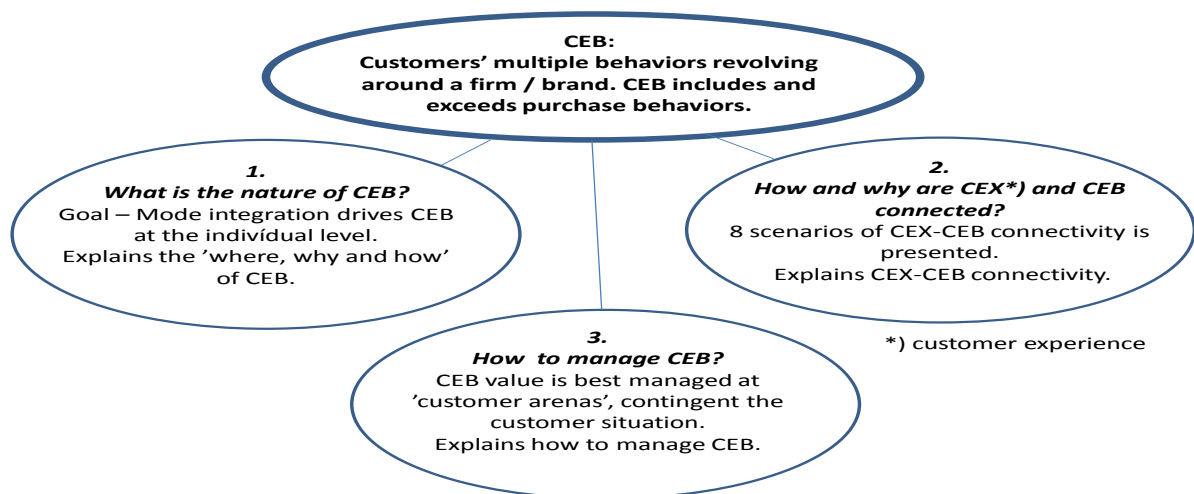 CEB:
Customers’ multiple behaviors revolving
around a firm / brand. CEB includes and
exceeds purchase behaviors.
1.
What is the nature of CEB?
Goal – Mode integration drives CEB
at the indivídual level.
Explains the ’where, why and how’
of CEB.
2.
How and why are CEX*) and CEB
connected?
8 scenarios of CEX-CEB connectivity is
presented.
Explains CEX-CEB connectivity.
*) customer experience
3.
How to manage CEB?
CEB value is best managed at
’customer arenas’, contingent the
customer situation.
Explains how to manage CEB.